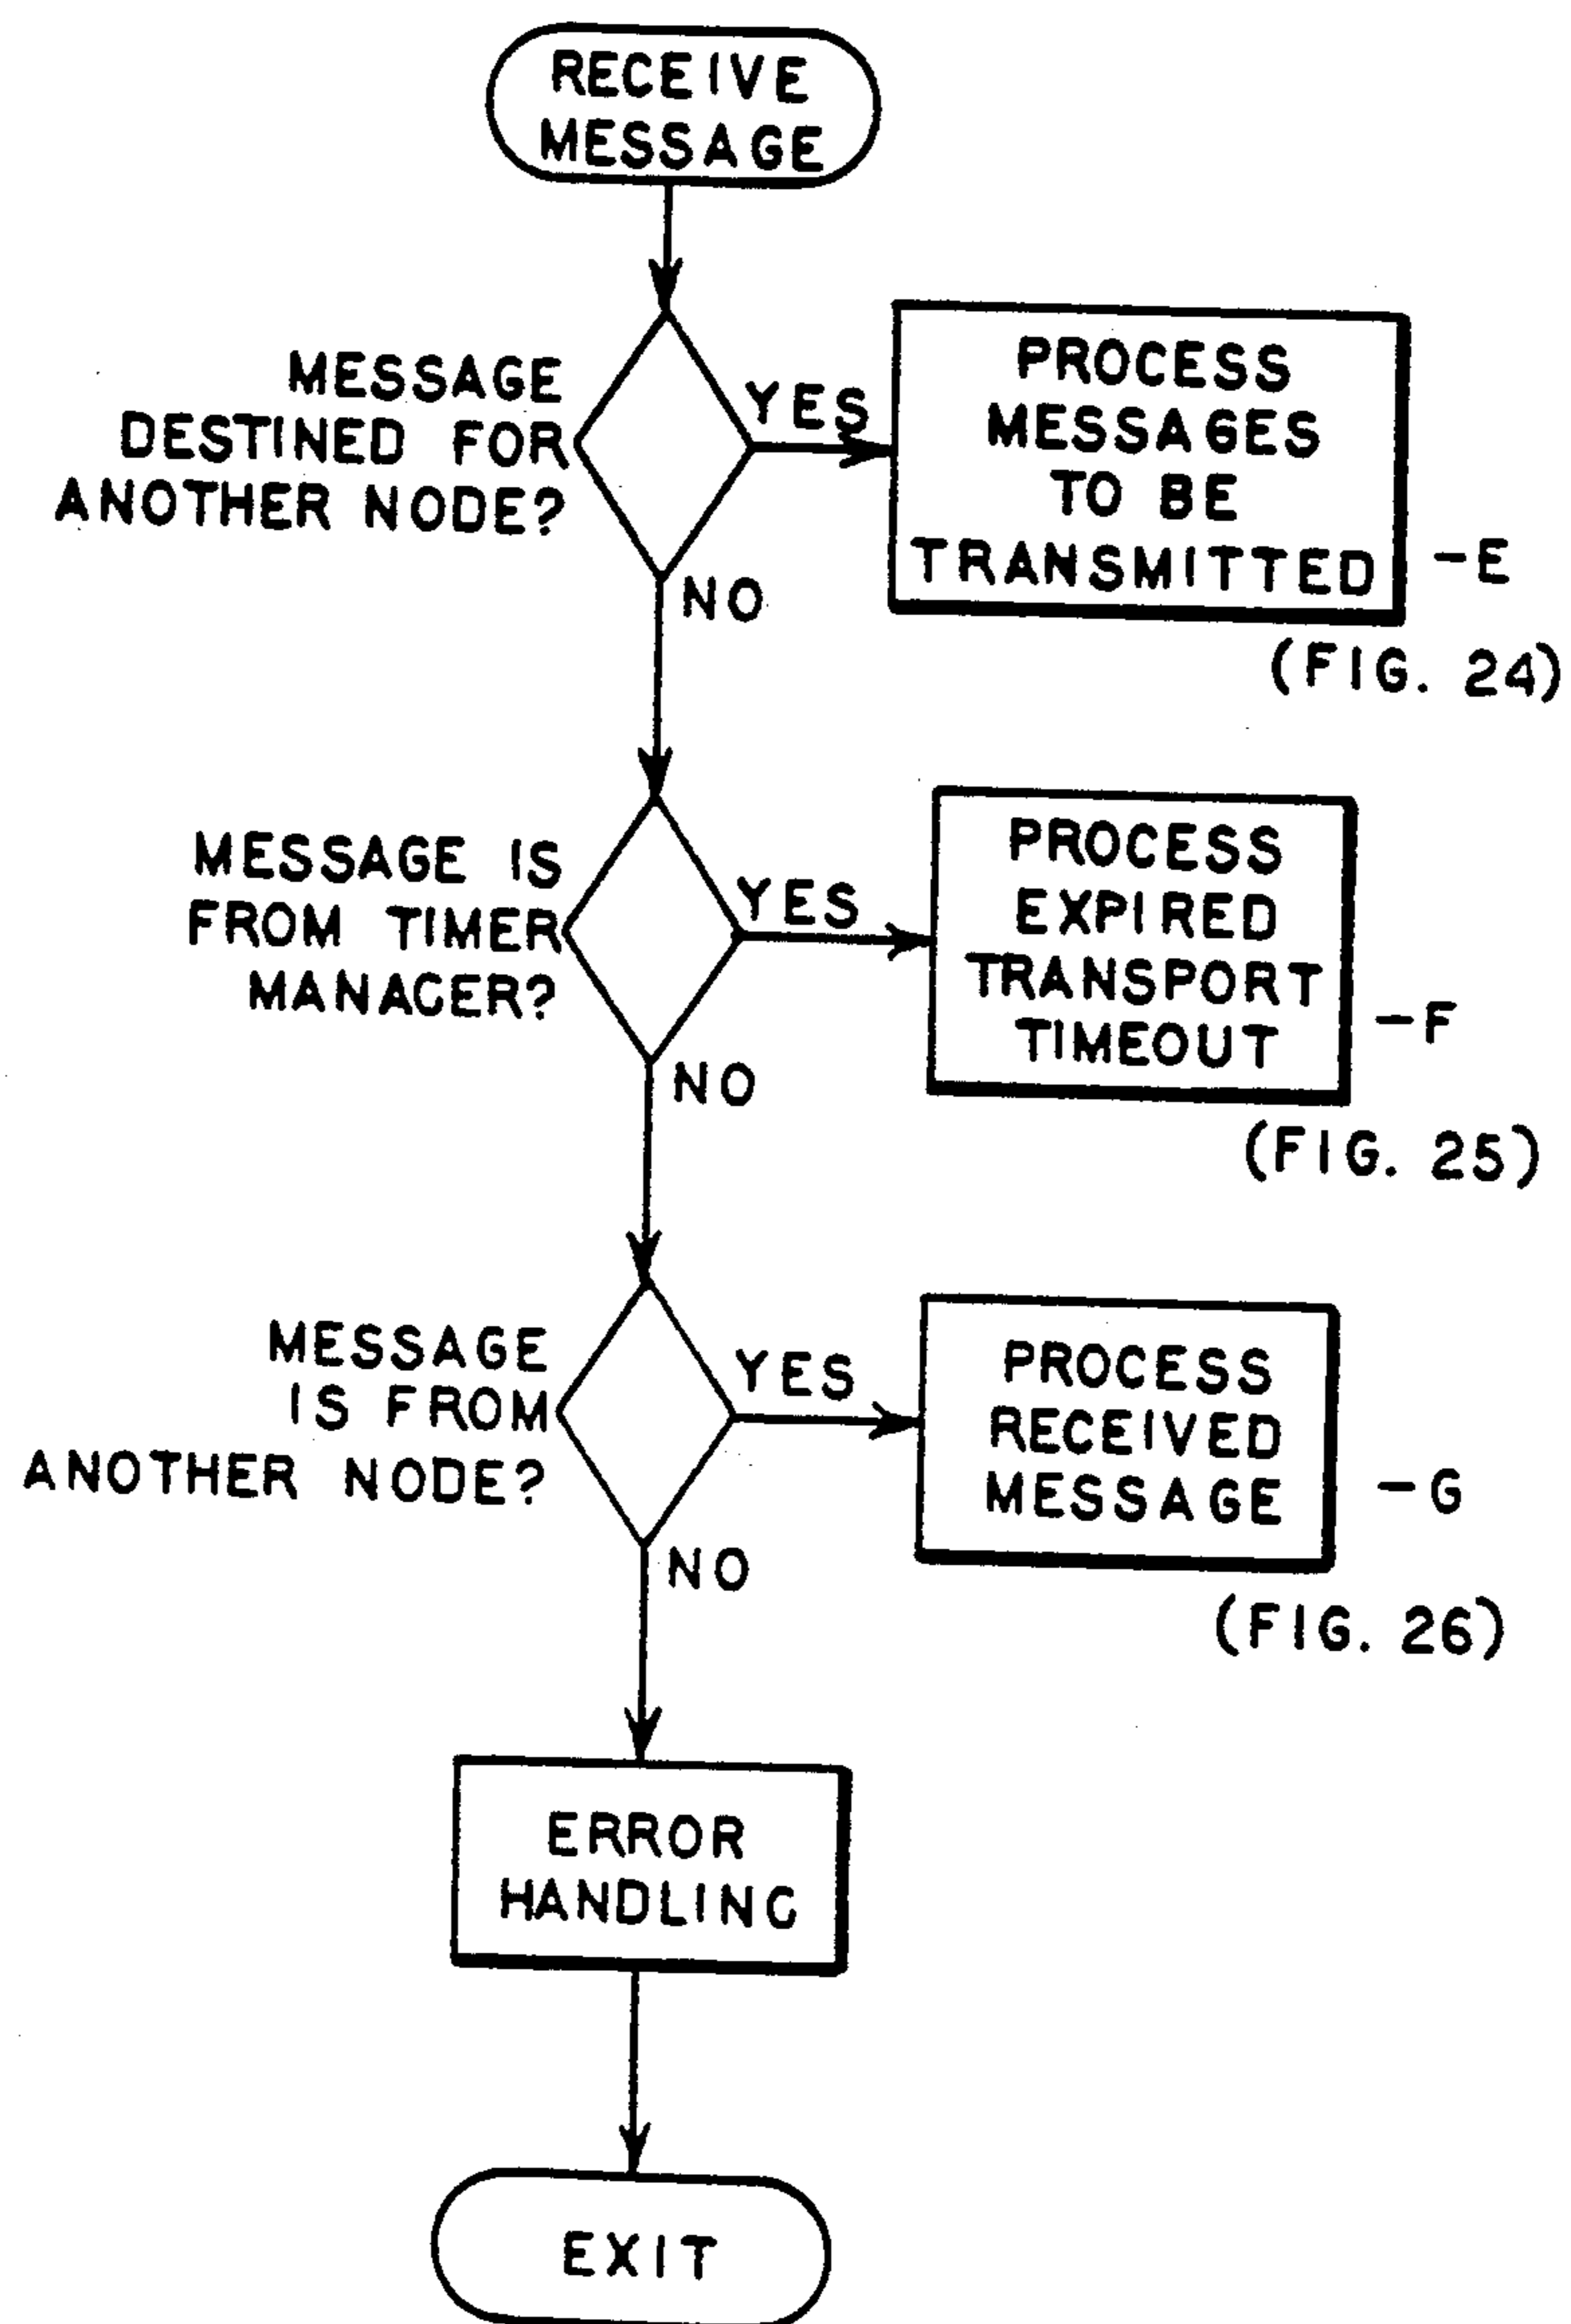 RECEIVE
MESSAGE
MESSAGE
DESTINED FOR
ANOTHER NODE?
YES
PROCESS
MESSAGES
TO BE
TRANSMITTED
-E
NO
(FIG. 24)
MESSAGE IS
FROM TIMER
MANAGER?
YES
PROCESS
EXPIRED
TRANSPORT
TIMEOUT
-F
NO
(FIG. 25)
MESSAGE
IS FROM
ANOTHER NODE?
YES
PROCESS
RECEIVED
MESSAGE
-G
NO
(FIG. 26)
ERROR
HANDLING
EXIT